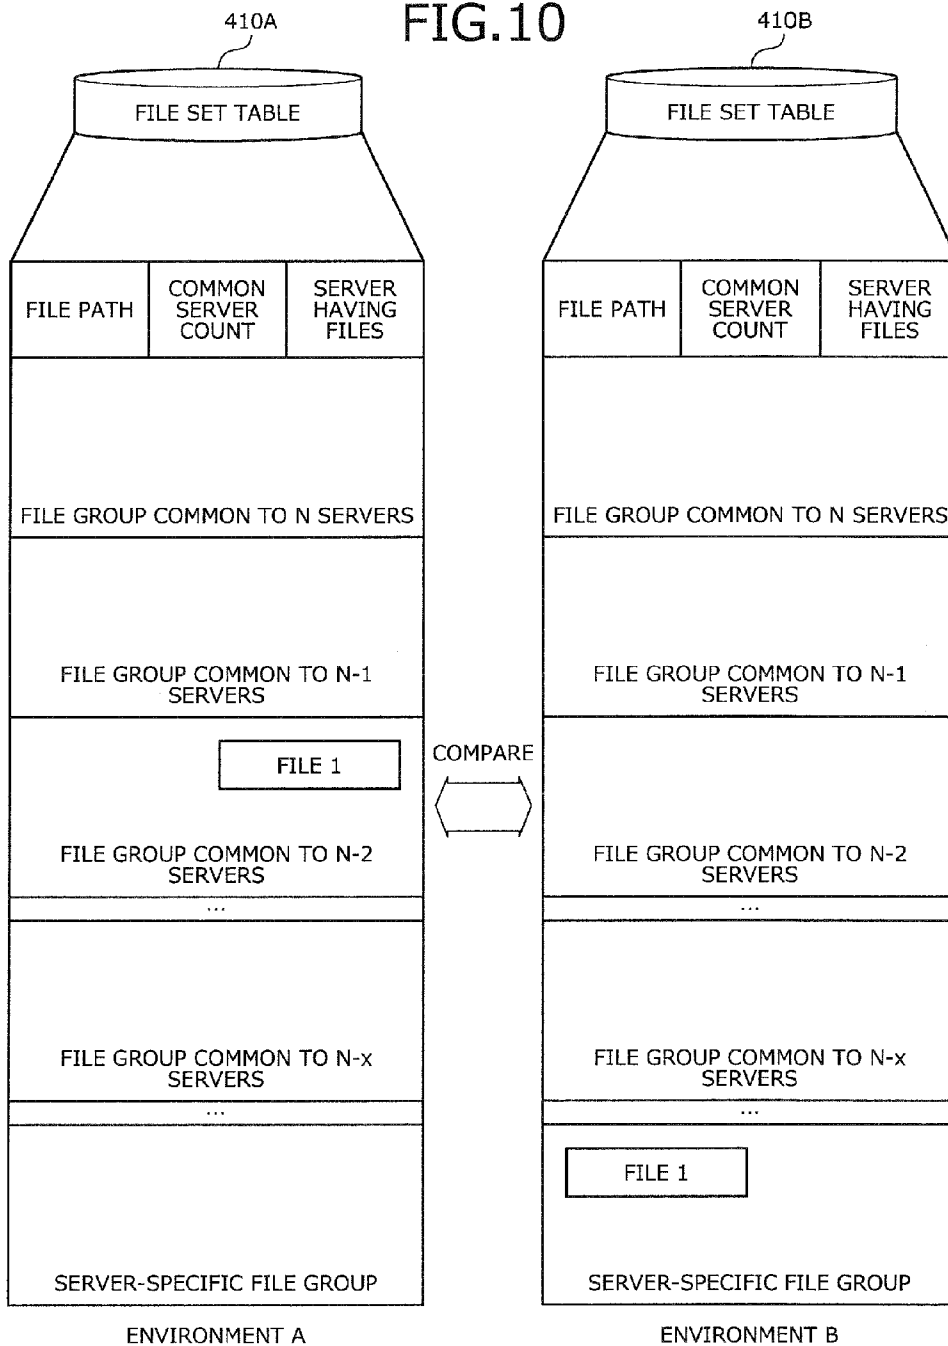 FIG.10
410A
FILE SET TABLE
FILE PATH
COMMON
SERVER
COUNT
SERVER
HAVING
FILES
FILE GROUP COMMON TO N SERVERS
FILE GROUP COMMON TO N-1
SERVERS
FILE 1
FILE GROUP COMMON TO N-2
SERVERS
...
FILE GROUP COMMON TO N-x
SERVERS
...
SERVER-SPECIFIC FILE GROUP
ENVIRONMENT A
COMPARE
410B
FILE SET TABLE
FILE PATH
COMMON
SERVER
COUNT
SERVER
HAVING
FILES
FILE GROUP COMMON TO N SERVERS
FILE GROUP COMMON TO N-1
SERVERS
FILE GROUP COMMON TO N-2
SERVERS
...
FILE GROUP COMMON TO N-x
SERVERS
...
FILE 1
SERVER-SPECIFIC FILE GROUP
ENVIRONMENT B